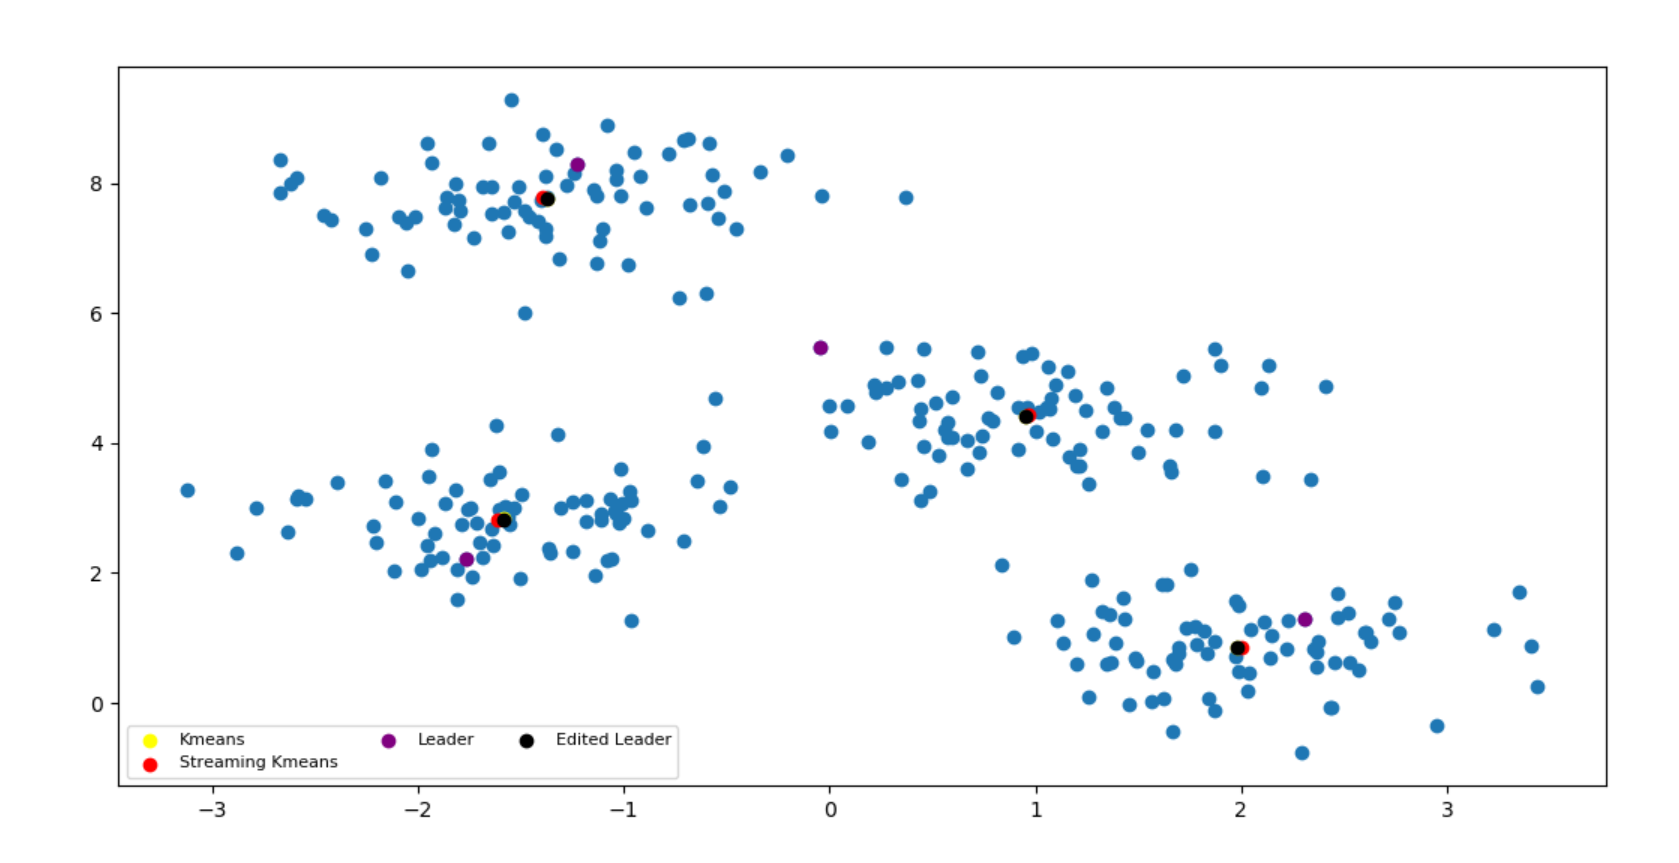 8
6
4
2
0
Kmeans
Streaming Kmeans
Leader
Edited Leader
−3 −2 −1 0 1 2 3